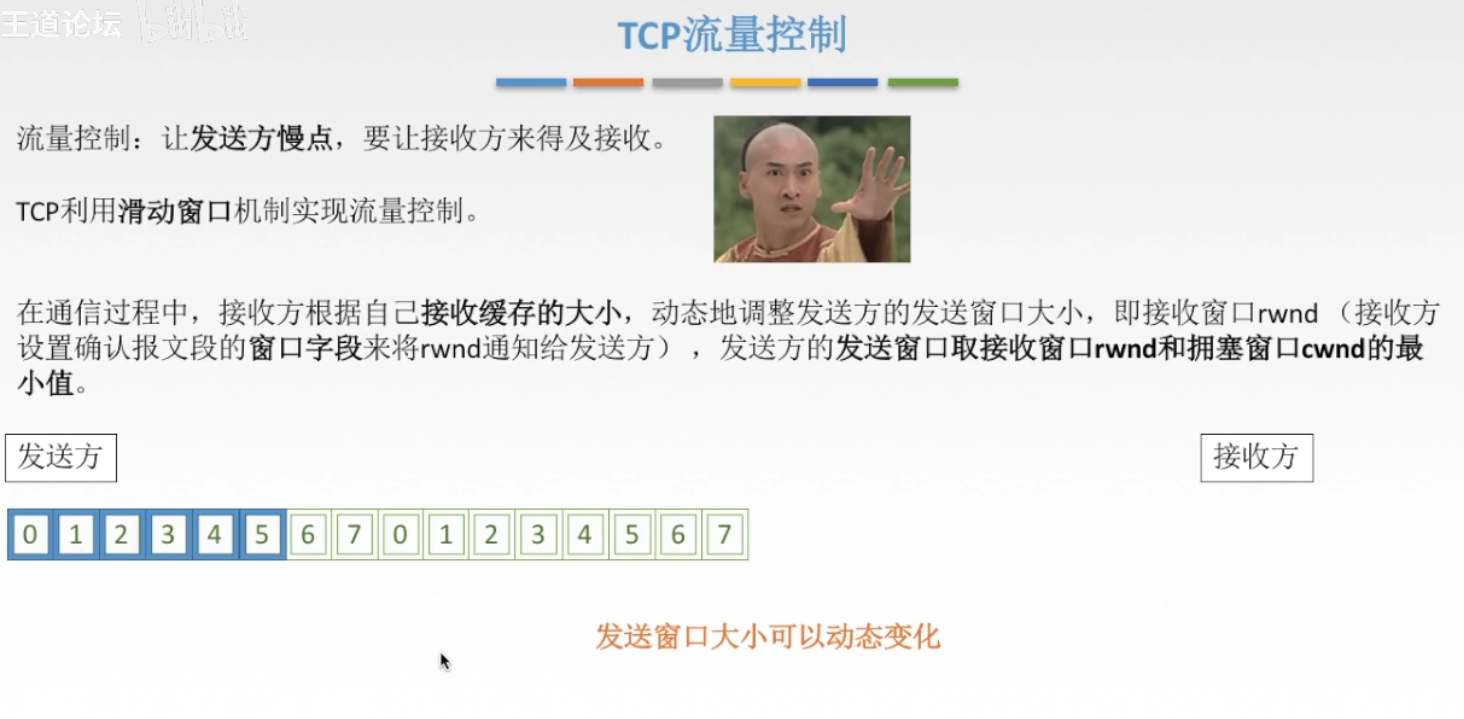 王道论坛 bilibili
TCP流量控制
流量控制：让发送方慢点，要让接收方来得及接收。
TCP利用滑动窗口机制实现流量控制。
在通信过程中，接收方根据自己接收缓存的大小，动态地调整发送方的发送窗口大小，即接收窗口rwnd （接收方
设置确认报文段的窗口字段来将rwnd通知给发送方） ，发送方的发送窗口取接收窗口rwnd和拥塞窗口cwnd的最
小值。
发送方 接收方
0 1 2 3 4 5 6 7 0 1 2 3 4 5 6 7
发送窗口大小可以动态变化